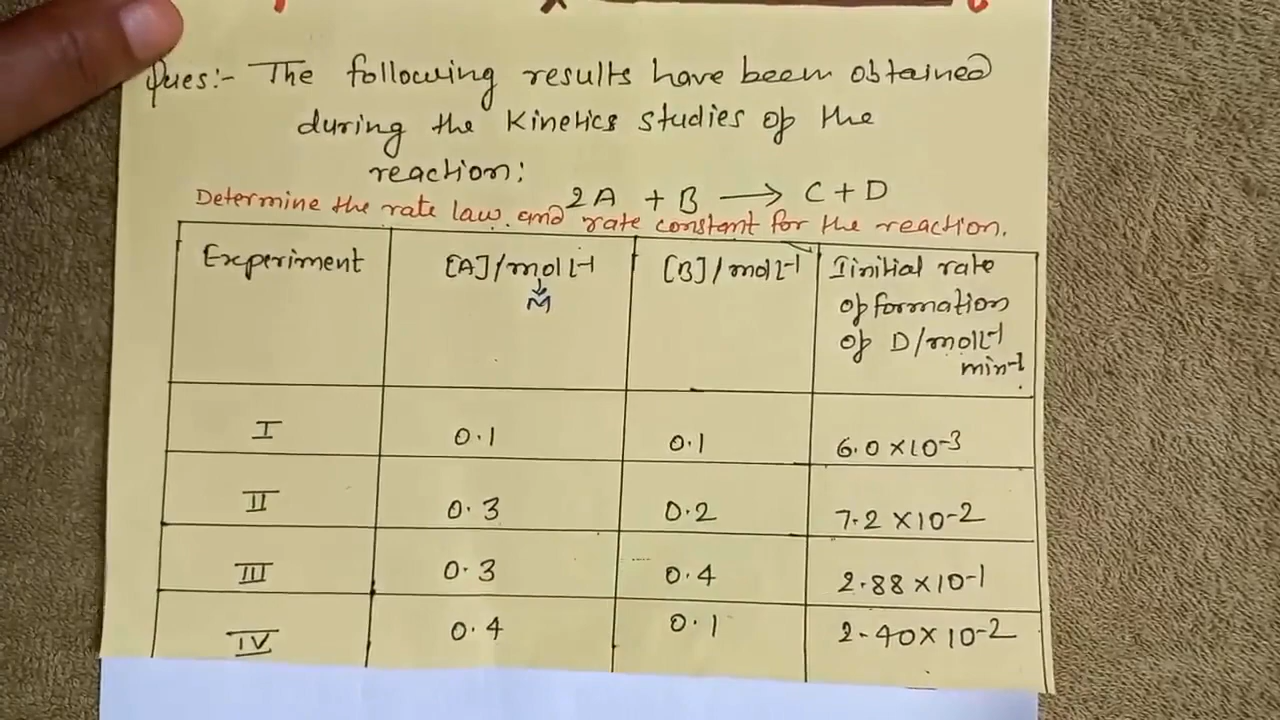 Ques:- The following results have been obtained
during the Kinetics studies of the
reaction:
2A + B → C + D
Determine the rate law and rate constant for the reaction.
Experiment [A]/mol L-1 [B]/mol L-1 Iinitial rate
M of formation
of D/mol L-1
min-1
I 0.1 0.1 6.0 × 10-3
II 0.3 0.2 7.2 × 10-2
III 0.3 0.4 2.88 × 10-1
IV 0.4 0.1 2.40 × 10-2